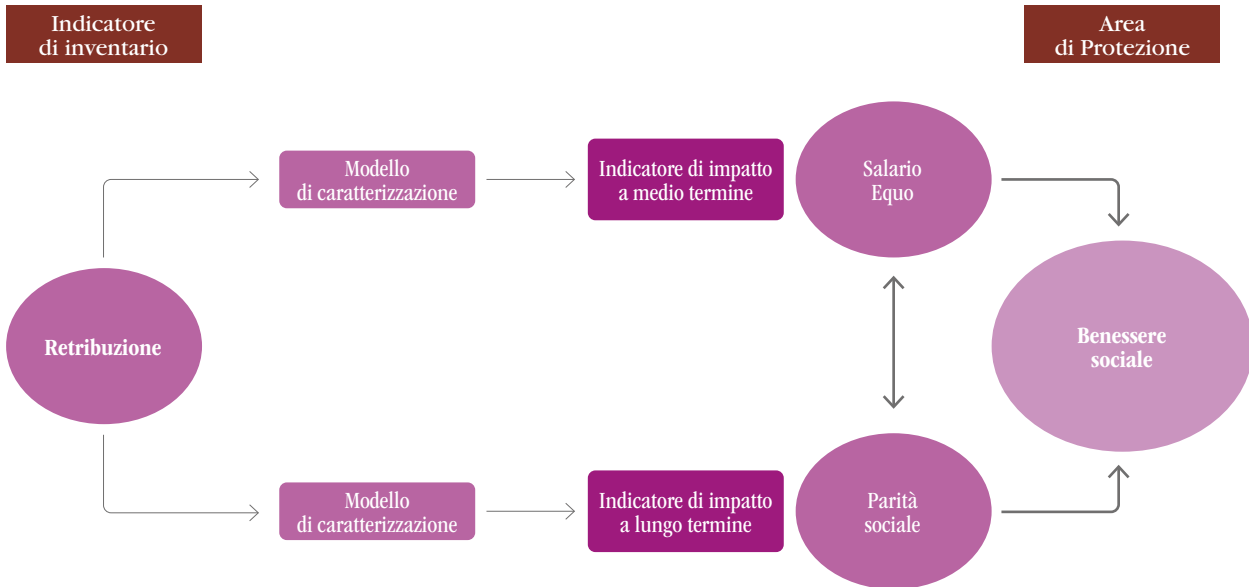 Indicatore
di inventario
Area
di Protezione
Modello
di caratterizzazione
Indicatore di impatto
a medio termine
Salario
Equo
Retribuzione
Benessere
sociale
Modello
di caratterizzazione
Indicatore di impatto
a lungo termine
Parità
sociale